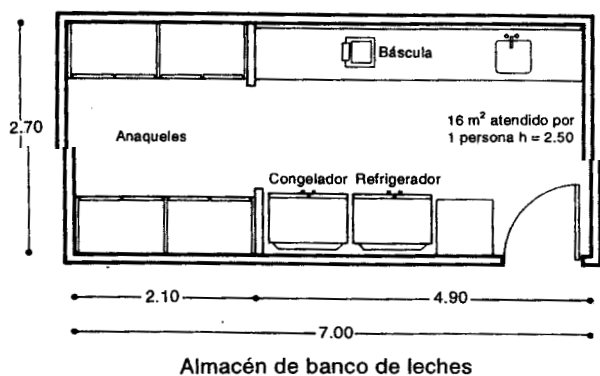 Báscula
2.70
16 m² atendido por
1 persona h = 2.50
Anaqueles
Congelador Refrigerador
2.10
4.90
7.00
Almacén de banco de leches